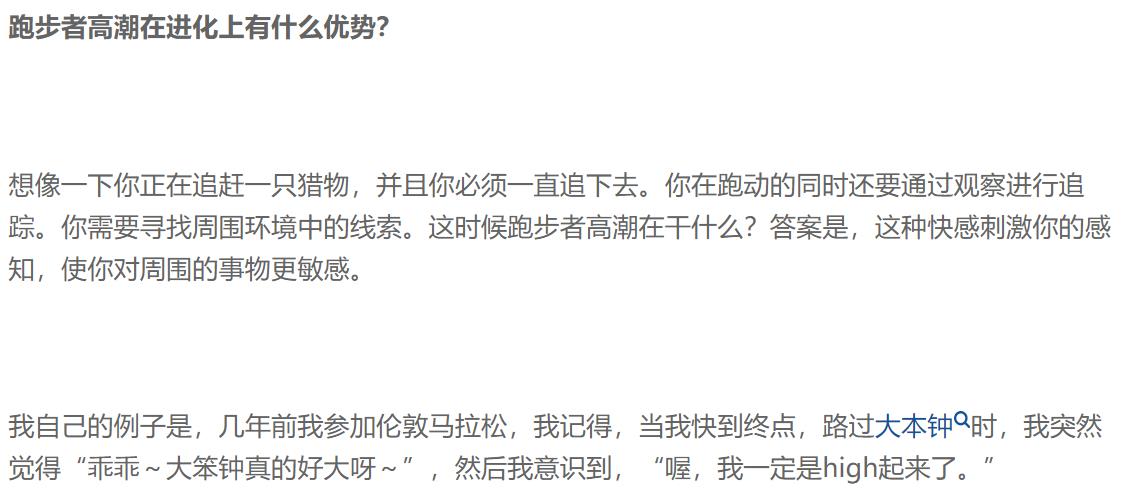 跑步者高潮在进化上有什么优势？
想像一下你正在追赶一只猎物，并且你必须一直追下去。你在跑动的同时还要通过观察进行追
踪。你需要寻找周围环境中的线索。这时候跑步者高潮在干什么？答案是，这种快感刺激你的感
知，使你对周围的事物更敏感。
我自己的例子是，几年前我参加伦敦马拉松，我记得，当我快到终点，路过大本钟时，我突然
觉得“乖乖～大笨钟真的好大呀～”，然后我意识到，“喔，我一定是high起来了。”